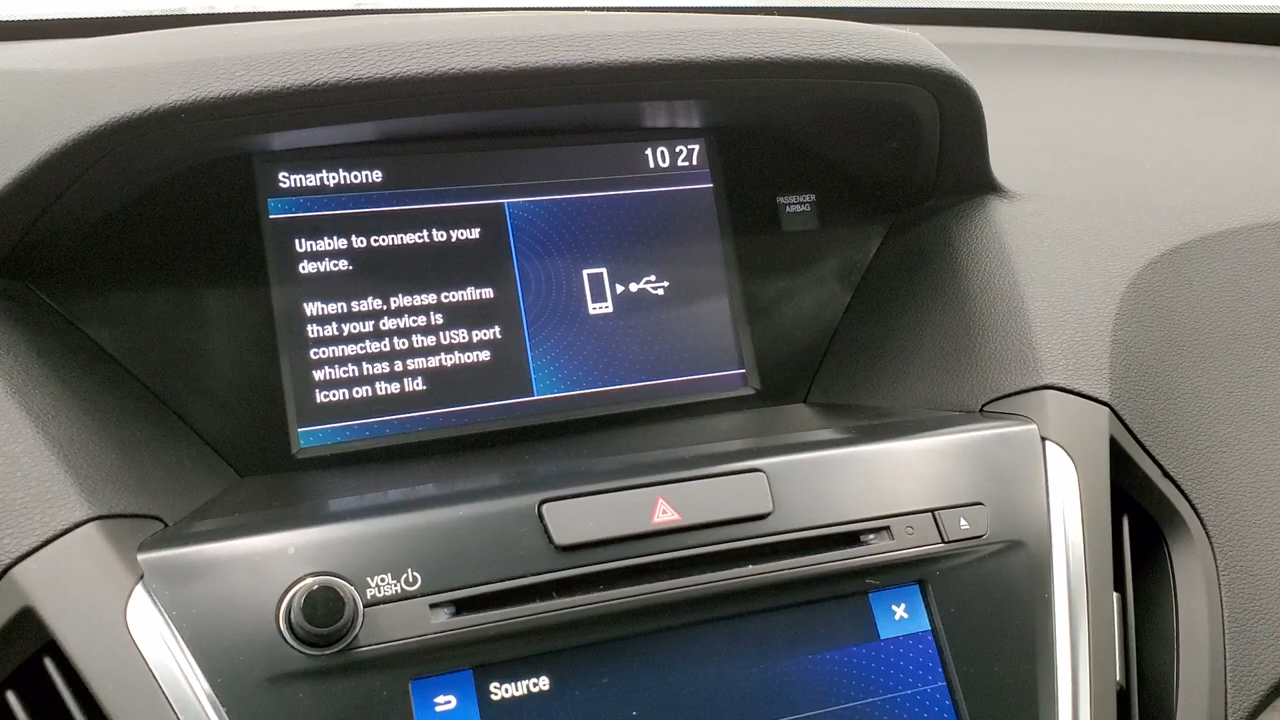 Smartphone
10 27
Unable to connect to your
device.
When safe, please confirm
that your device is
connected to the USB port
which has a smartphone
icon on the lid.
PASSENGER
AIRBAG
VOL
PUSH
Source